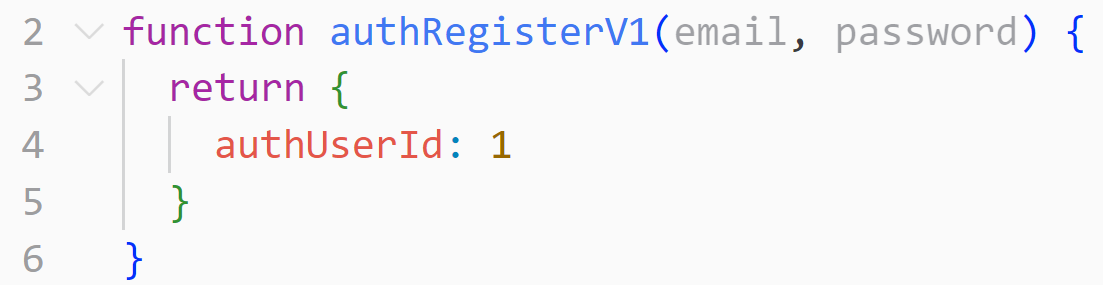 2 function authRegisterV1(email, password) {
3   return {
4     authUserId: 1
5   }
6 }